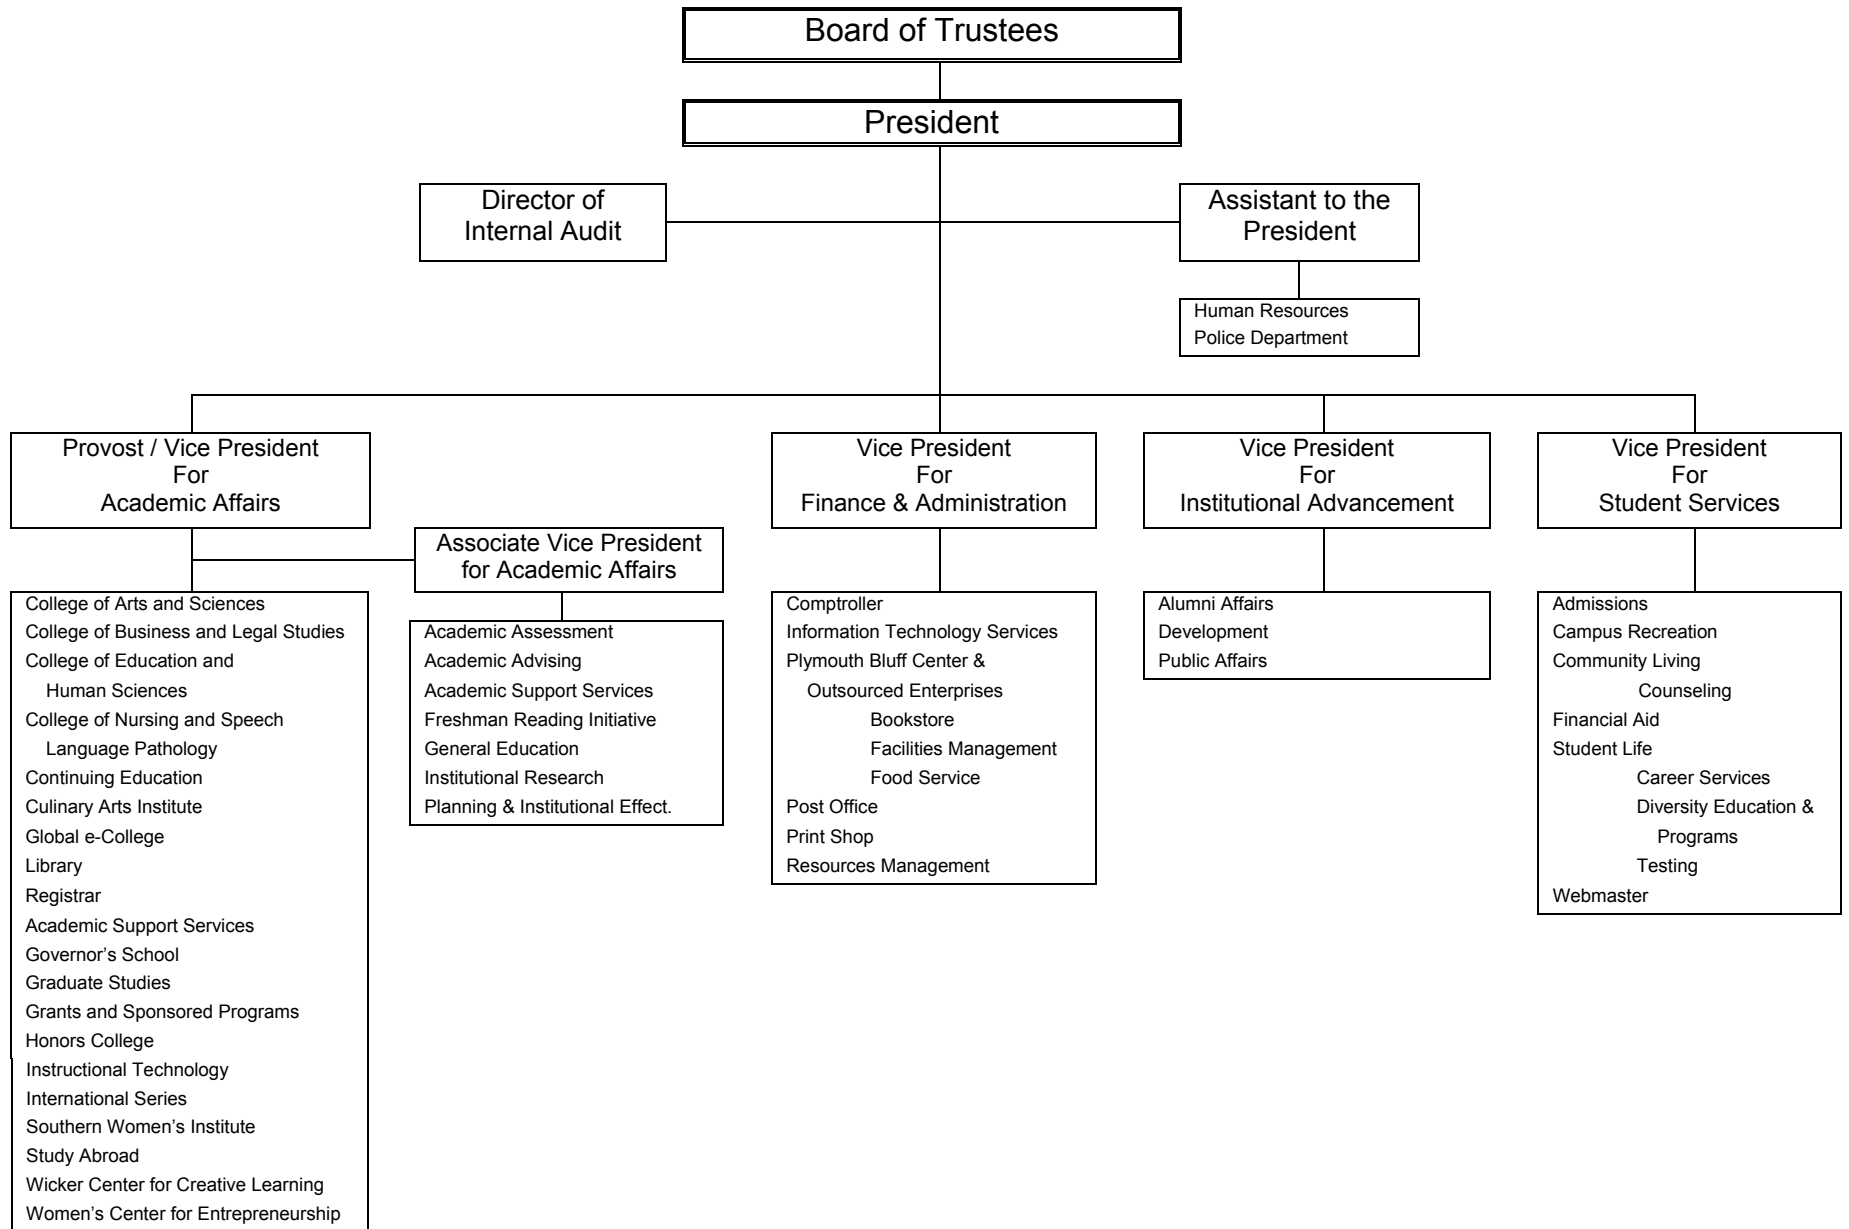 Board of Trustees
President
Director of
Internal Audit
Assistant to the
President
Human Resources
Police Department
Provost / Vice President
For
Academic Affairs
Vice President
For
Finance & Administration
Vice President
For
Institutional Advancement
Vice President
For
Student Services
Associate Vice President
for Academic Affairs
College of Arts and Sciences
College of Business and Legal Studies
College of Education and
Human Sciences
College of Nursing and Speech
Language Pathology
Continuing Education
Culinary Arts Institute
Global e-College
Library
Registrar
Academic Support Services
Governor’s School
Graduate Studies
Grants and Sponsored Programs
Honors College
Instructional Technology
International Series
Southern Women’s Institute
Study Abroad
Wicker Center for Creative Learning
Women’s Center for Entrepreneurship
Academic Assessment
Academic Advising
Academic Support Services
Freshman Reading Initiative
General Education
Institutional Research
Planning & Institutional Effect.
Comptroller
Information Technology Services
Plymouth Bluff Center &
Outsourced Enterprises
Bookstore
Facilities Management
Food Service
Post Office
Print Shop
Resources Management
Alumni Affairs
Development
Public Affairs
Admissions
Campus Recreation
Community Living
Counseling
Financial Aid
Student Life
Career Services
Diversity Education &
Programs
Testing
Webmaster